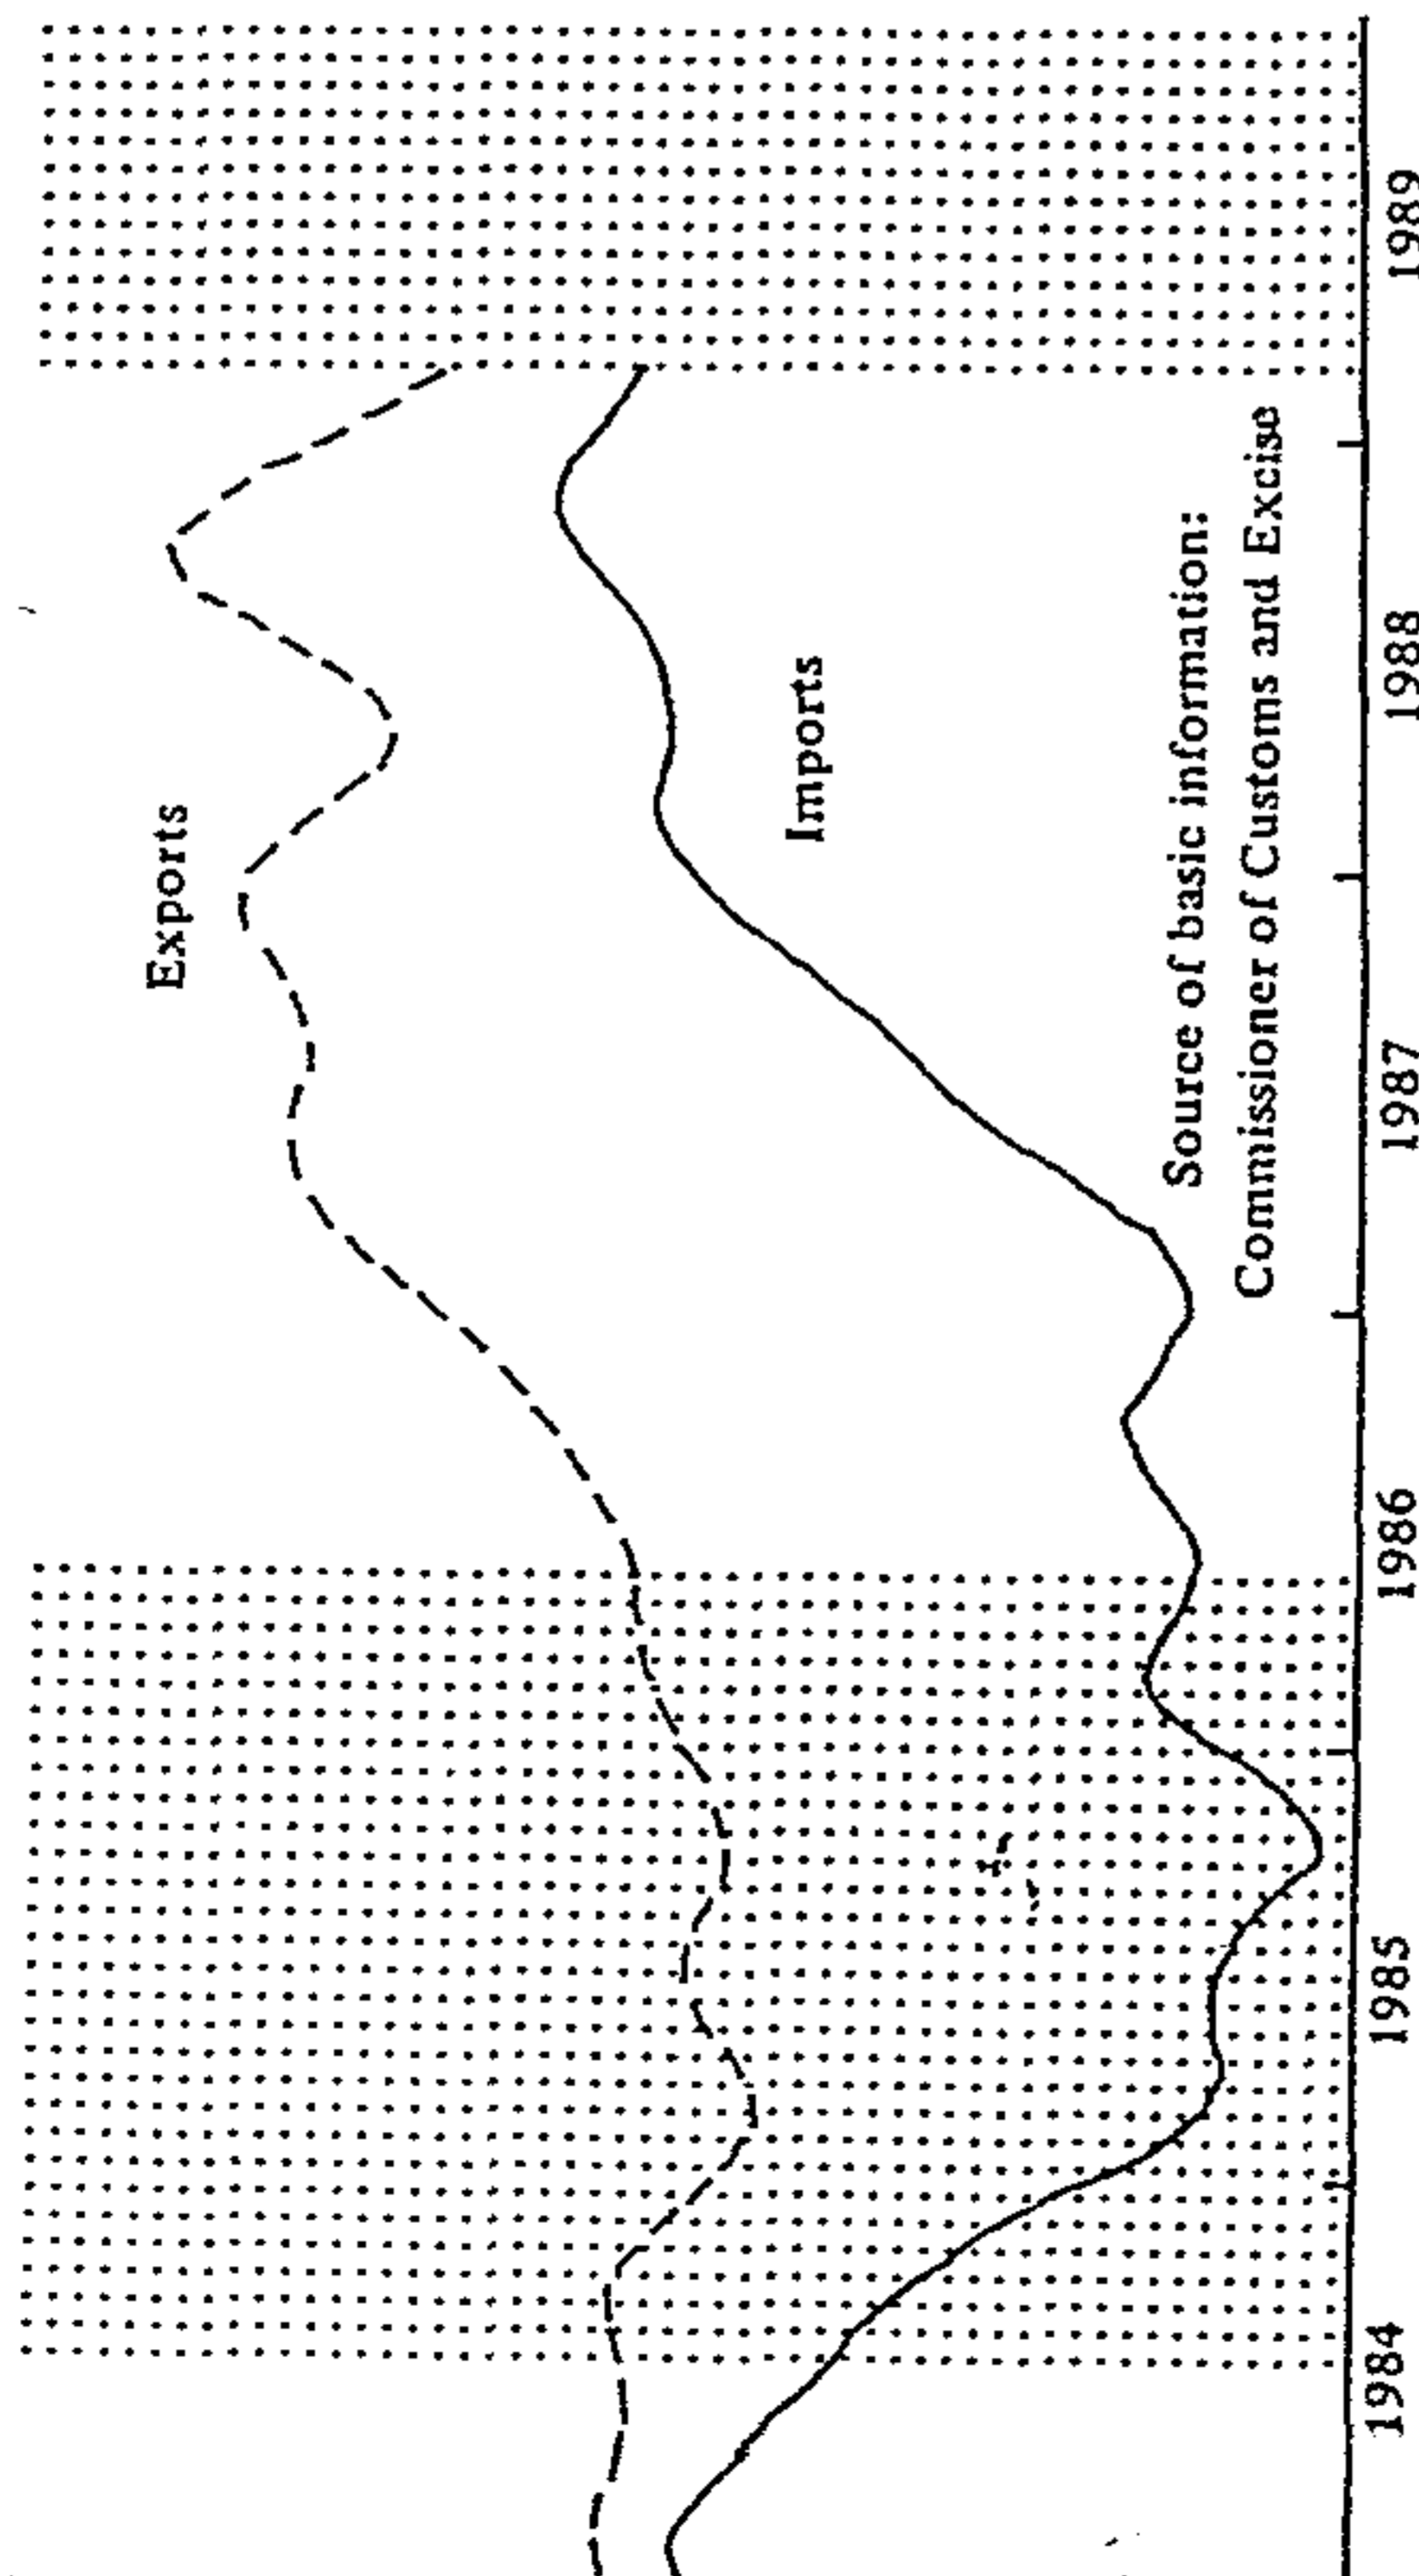 Exports
Imports
Source of basic information:
Commissioner of Customs and Excise
1984
1985
1986
1987
1988
1989